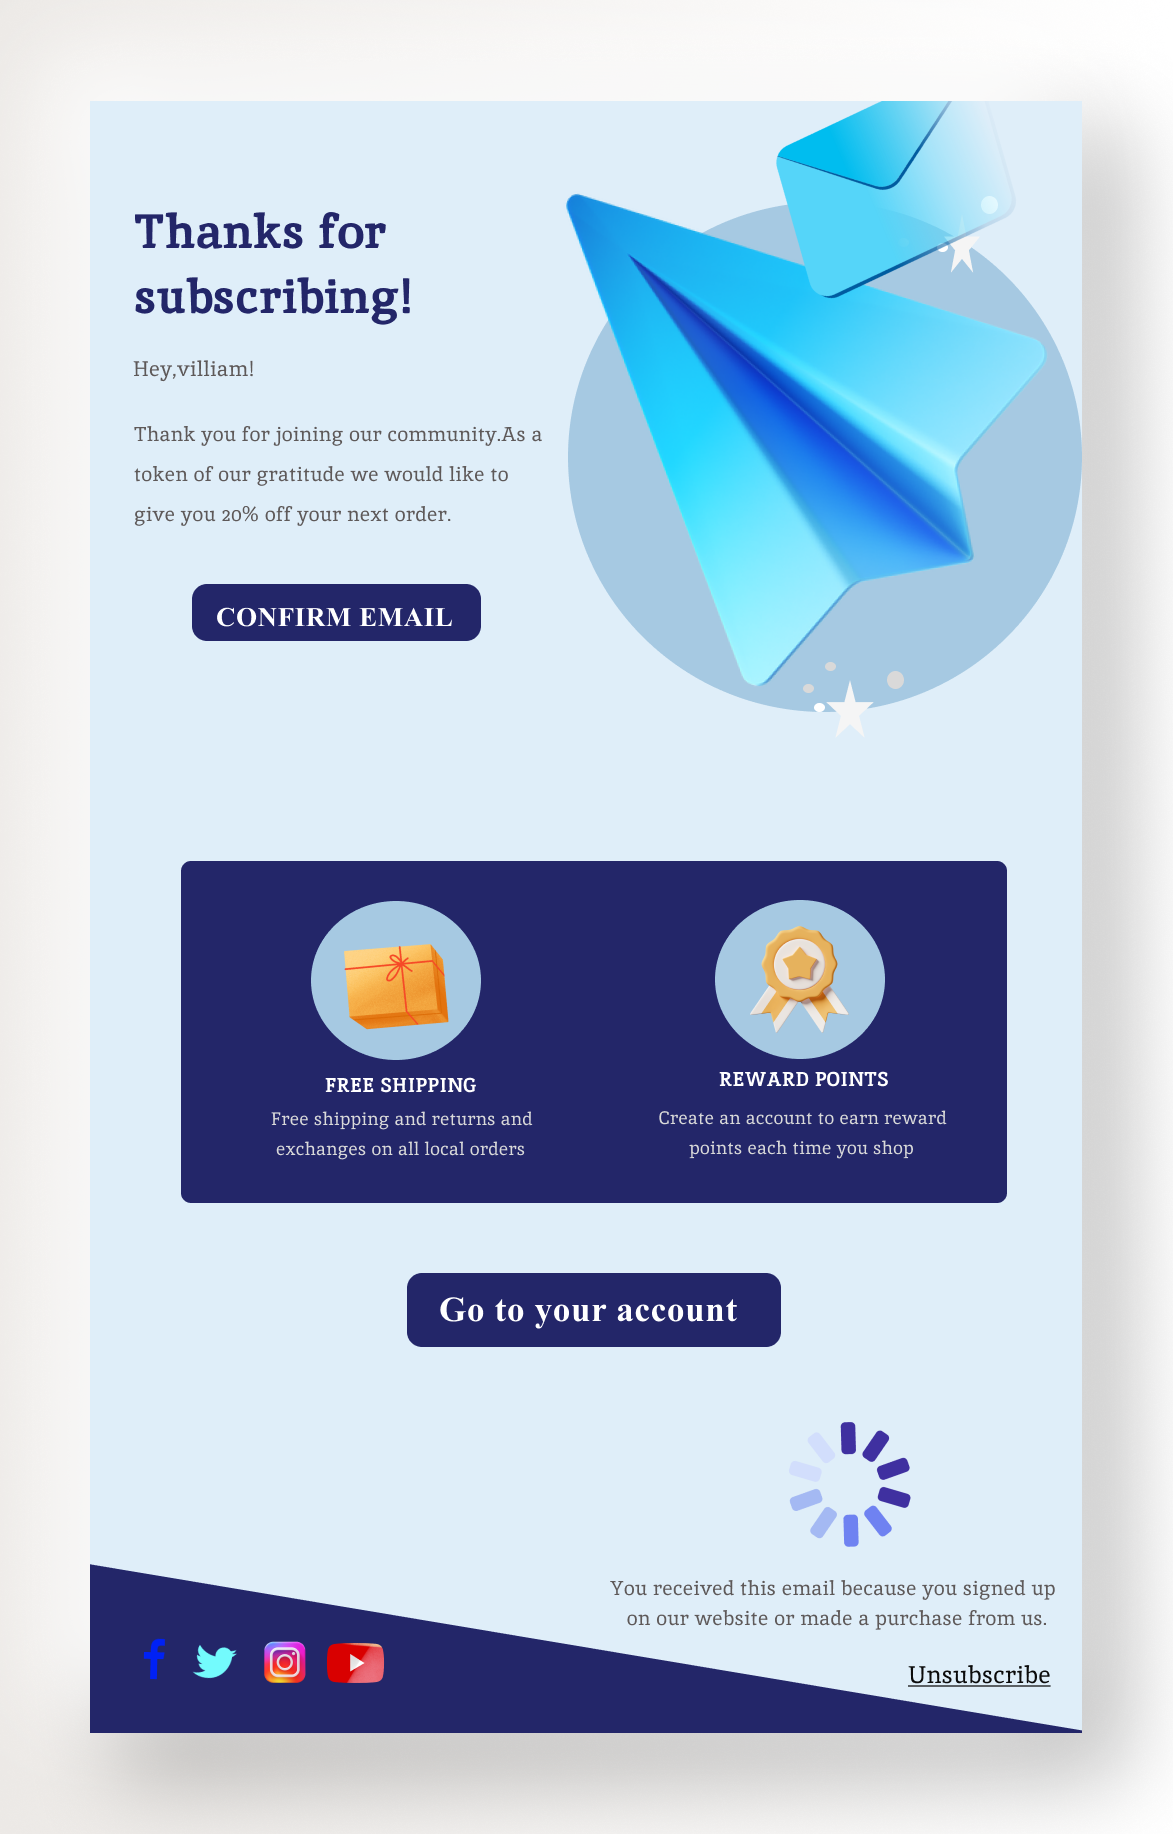 Thanks for
subscribing!
Hey,villiam!
Thank you for joining our community.As a
token of our gratitude we would like to
give you 20% off your next order.
CONFIRM EMAIL
FREE SHIPPING
Free shipping and returns and
exchanges on all local orders
REWARD POINTS
Create an account to earn reward
points each time you shop
Go to your account
You received this email because you signed up
on our website or made a purchase from us.
Unsubscribe